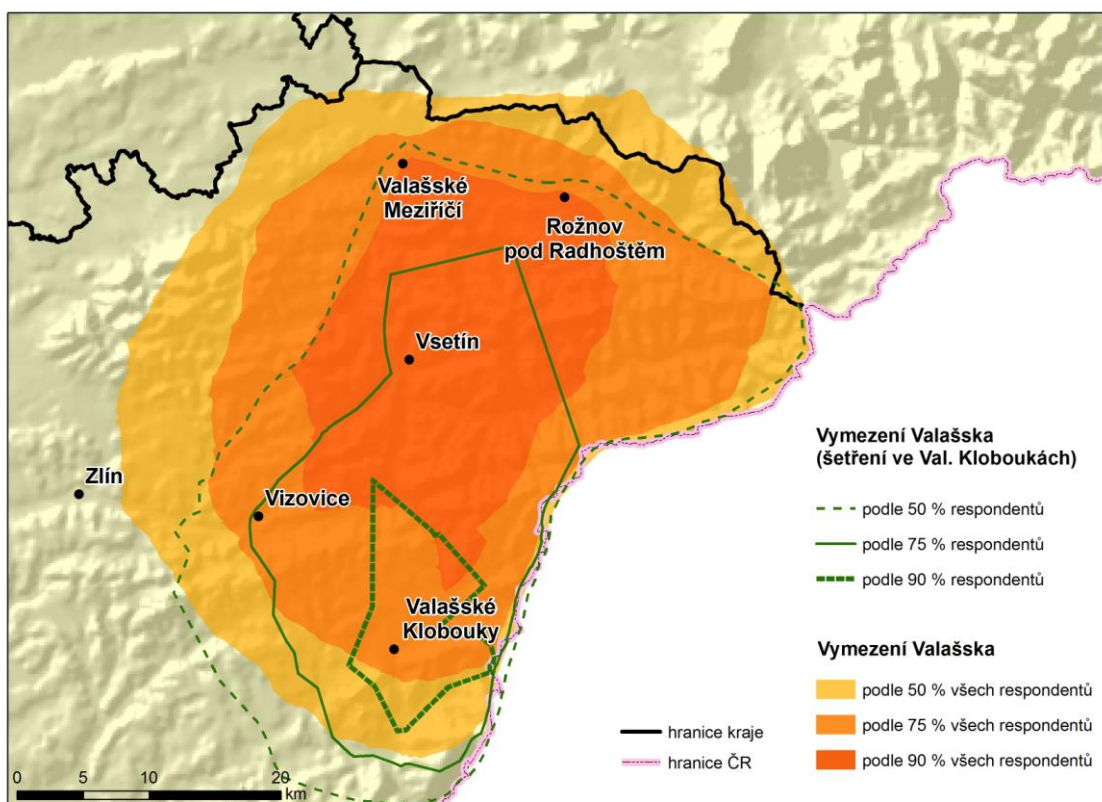 Valašské
Meziříčí
Rožnov
pod Radhoštěm
Vsetín
Zlín
Vizovice
Valašské
Klobouky
Vymezení Valašska
(šetření ve Val. Kloboukách)
podle 50 % respondentů
podle 75 % respondentů
podle 90 % respondentů
Vymezení Valašska
podle 50 % všech respondentů
podle 75 % všech respondentů
podle 90 % všech respondentů
hranice kraje
hranice ČR
0 5 10 20
km